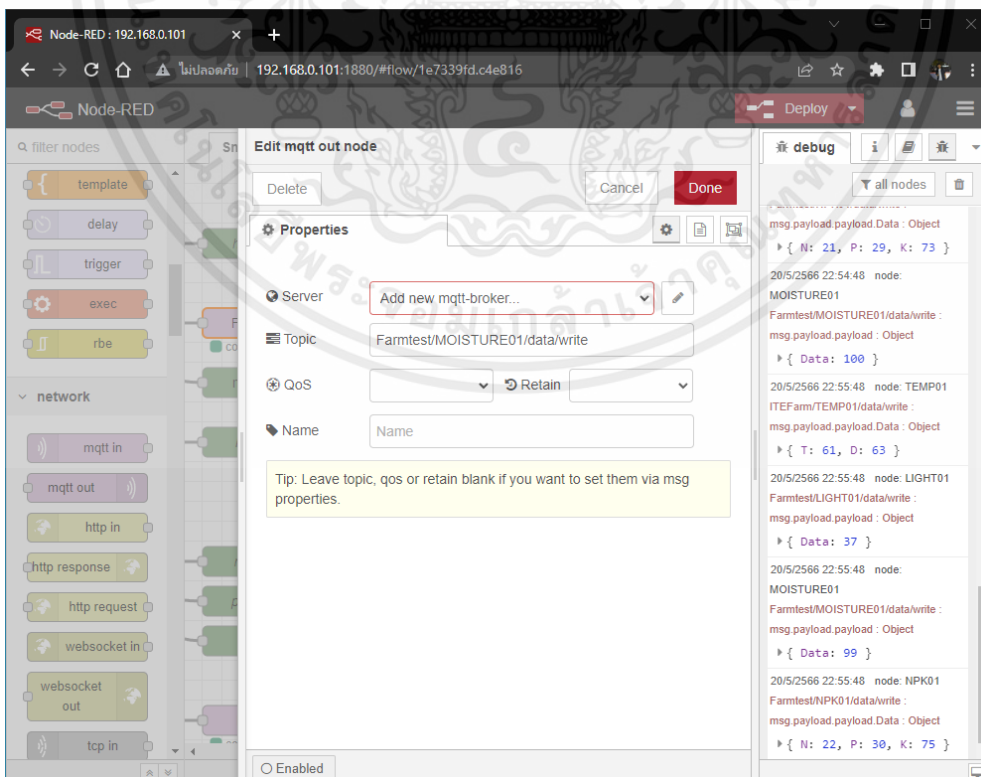 Node-RED : 192.168.0.101
ไม่ปลอดภัย 192.168.0.101:1880/#flow/1e7339fd.c4e816
Node-RED
Deploy
filter nodes
Sn
template
delay
trigger
exec
rbe
network
mqtt in
mqtt out
http in
http response
http request
websocket in
websocket
out
tcp in
F
co
Edit mqtt out node
Delete
Cancel
Done
Properties
Server
Add new mqtt-broker...
Topic
Farmtest/MOISTURE01/data/write
QoS
Retain
Name
Name
Tip: Leave topic, qos or retain blank if you want to set them via msg
properties.
Enabled
debug
i
all nodes
msg.payload.payload.Data : Object
{ N: 21, P: 29, K: 73 }
20/5/2566 22:54:48 node:
MOISTURE01
Farmtest/MOISTURE01/data/write :
msg.payload.payload : Object
{ Data: 100 }
20/5/2566 22:55:48 node: TEMP01
ITEFarm/TEMP01/data/write :
msg.payload.payload.Data : Object
{ T: 61, D: 63 }
20/5/2566 22:55:48 node: LIGHT01
Farmtest/LIGHT01/data/write :
msg.payload.payload : Object
{ Data: 37 }
20/5/2566 22:55:48 node:
MOISTURE01
Farmtest/MOISTURE01/data/write :
msg.payload.payload : Object
{ Data: 99 }
20/5/2566 22:55:48 node: NPK01
Farmtest/NPK01/data/write :
msg.payload.payload.Data : Object
{ N: 22, P: 30, K: 75 }